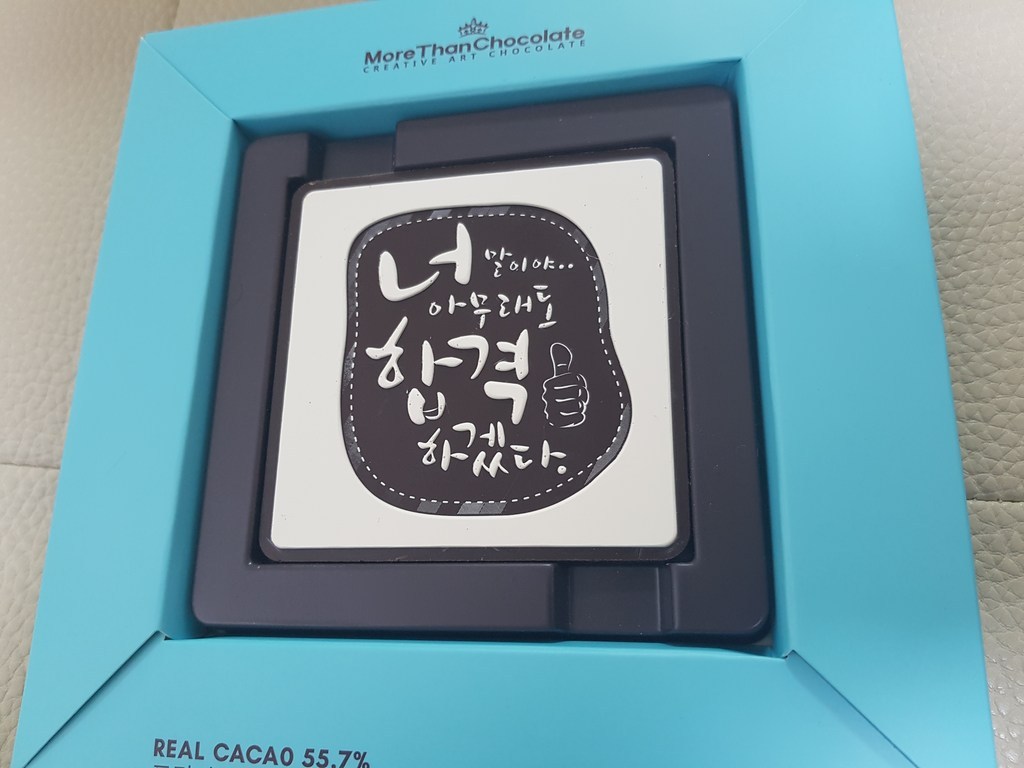 MoreThanChocolate
CREATIVE ART CHOCOLATE
너 말이야..
아무래도
합격
하겠다.
REAL CACAO 55.7%